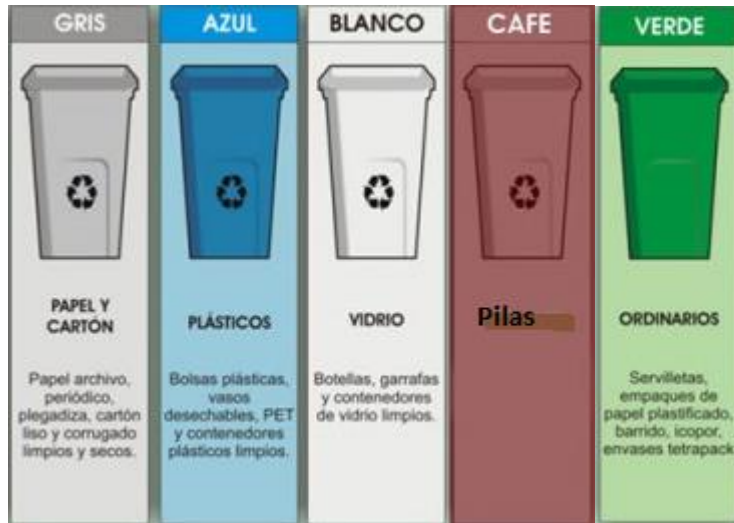 GRIS
AZUL
BLANCO
CAFE
VERDE
PAPEL Y
CARTÓN
PLÁSTICOS
VIDRIO
Pilas
ORDINARIOS
Papel archivo,
periódico,
plegadiza, cartón
liso y corrugado
limpios y secos.
Bolsas plásticas,
vasos
desechables, PET
y contenedores
plásticos limpios.
Botellas, garrafas
y contenedores
de vidrio limpios.
Servilletas,
empaques de
papel plastificado,
barrido, icopor,
envases tetrapack